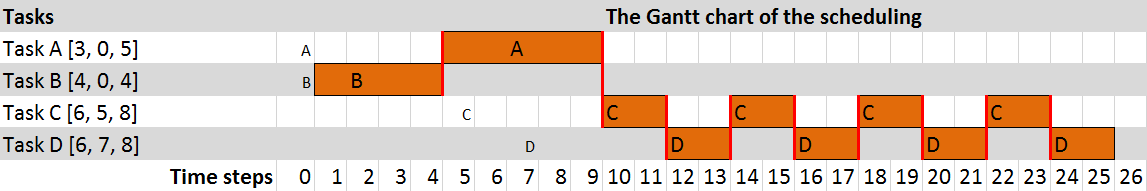 Tasks The Gantt chart of the scheduling
Task A [3, 0, 5] A A
Task B [4, 0, 4] B B
Task C [6, 5, 8] C C C C C
Task D [6, 7, 8] D D D D D
Time steps 0 1 2 3 4 5 6 7 8 9 10 11 12 13 14 15 16 17 18 19 20 21 22 23 24 25 26